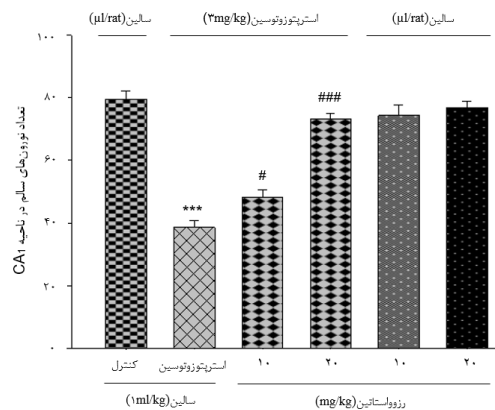 سالین(µl/rat) استرپتوزوتوسین(۳mg/kg) سالین(µl/rat)
۱۰۰
۸۰
۶۰
۴۰
۲۰
۰
تعداد نورون‌های سالم در ناحیه CA۱
***
#
###
کنترل استرپتوزوتوسین ۱۰ ۲۰ ۱۰ ۲۰
سالین(۱ml/kg) رزوواستاتین(mg/kg)